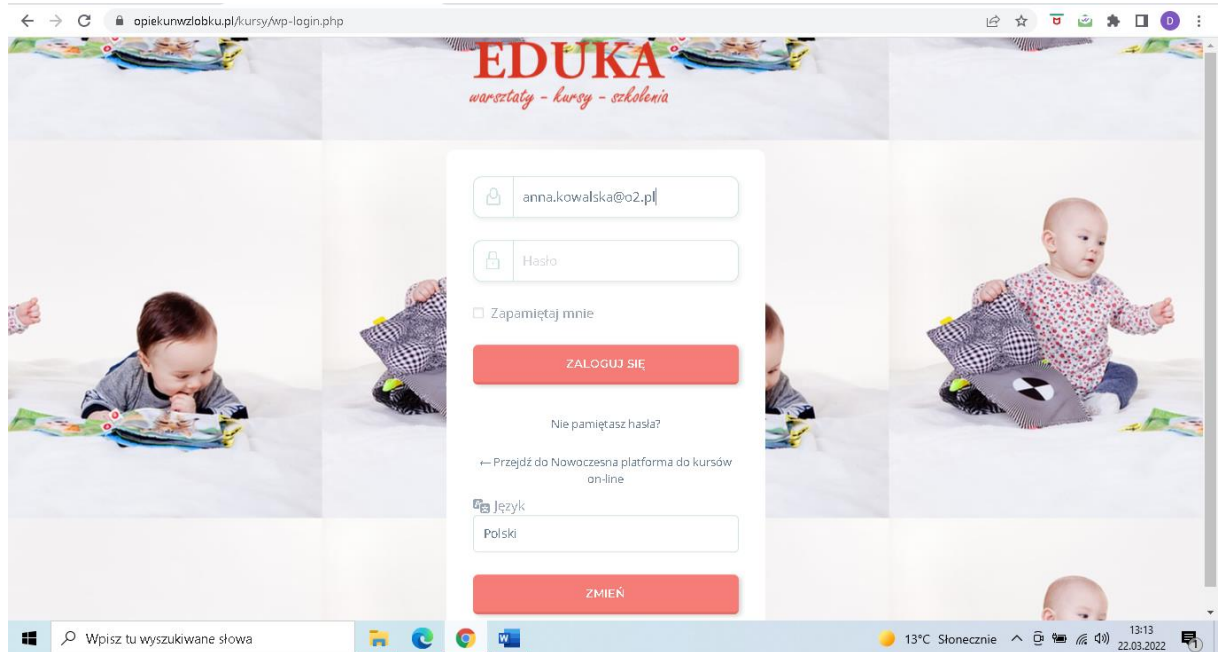 opiekunwzlobku.pl/kursy/wp-login.php
D
EDUKA
warsztaty - kursy - szkolenia
anna.kowalska@o2.pl
Hasło
Zapamiętaj mnie
ZALOGUJ SIĘ
Nie pamiętasz hasła?
← Przejdź do Nowoczesna platforma do kursów
on-line
Język
Polski
ZMIEŃ
Wpisz tu wyszukiwane słowa
13°C Słonecznie
13:13
22.03.2022
1